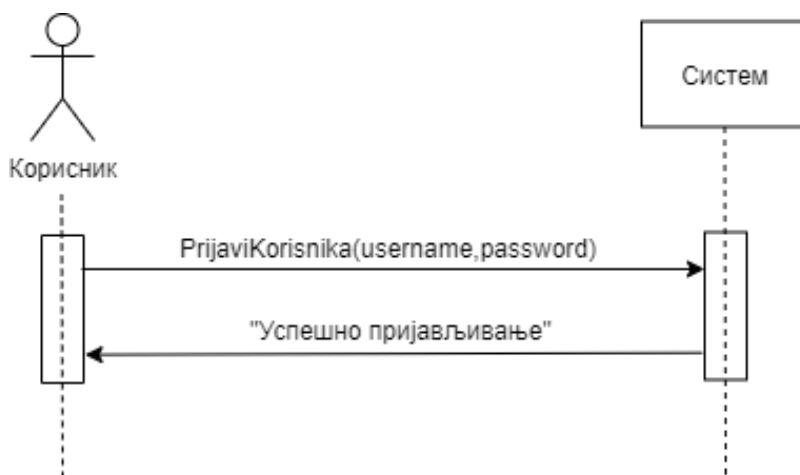 Систем
Корисник
PrijaviKorisnika(username,password)
"Успешно пријављивање"